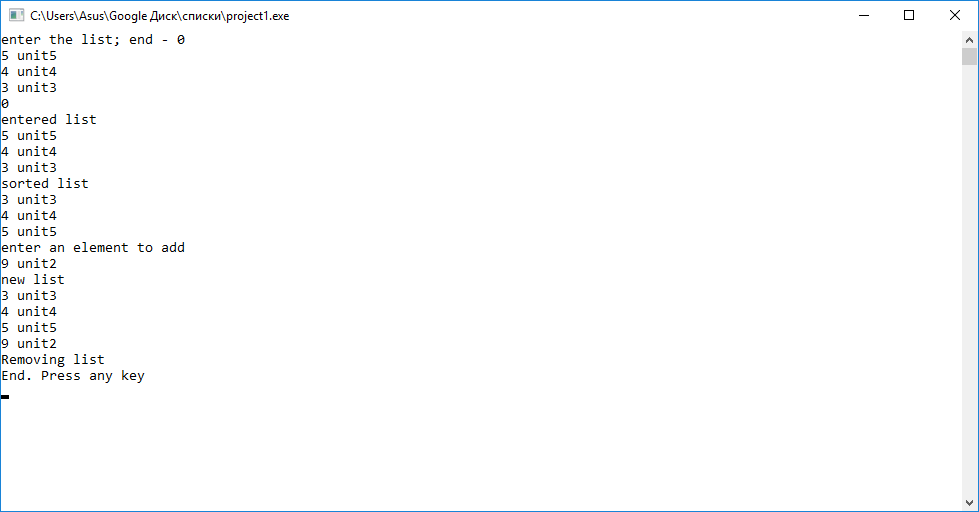 C:\Users\Asus\Google Диск\списки\project1.exe
enter the list; end - 0
5 unit5
4 unit4
3 unit3
0
entered list
5 unit5
4 unit4
3 unit3
sorted list
3 unit3
4 unit4
5 unit5
enter an element to add
9 unit2
new list
3 unit3
4 unit4
5 unit5
9 unit2
Removing list
End. Press any key